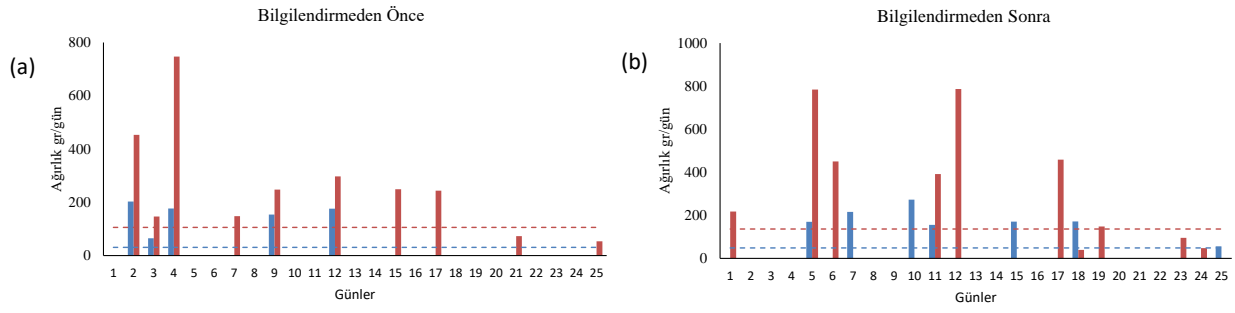 Bilgilendirmeden Önce
(a)
800
600
400
200
0
Ağırlık gr/gün
1 2 3 4 5 6 7 8 9 10 11 12 13 14 15 16 17 18 19 20 21 22 23 24 25
Günler
Bilgilendirmeden Sonra
(b)
1000
800
600
400
200
0
Ağırlık gr/gün
1 2 3 4 5 6 7 8 9 10 11 12 13 14 15 16 17 18 19 20 21 22 23 24 25
Günler